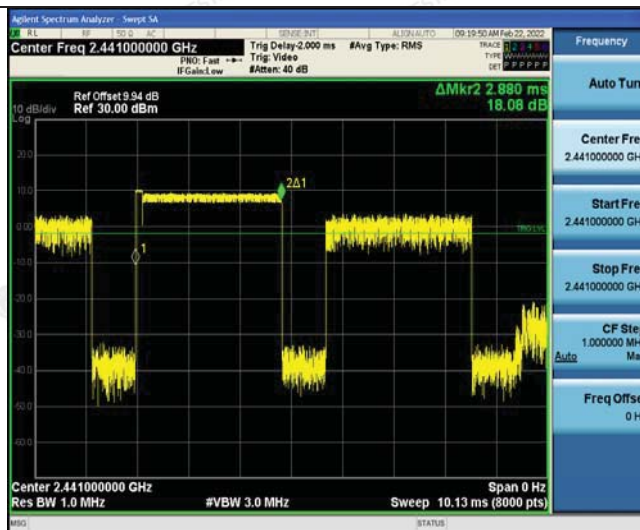 Agilent Spectrum Analyzer - Swept SA
RL RF 50 Ω AC SENSE:INT ALIGNAUTO 09:19:50 AM Feb 22, 2022
Center Freq 2.441000000 GHz
PNO: Fast
IFGain:Low
Trig Delay-2.000 ms
Trig: Video
#Atten: 40 dB
#Avg Type: RMS
TRACE 1 2 3 4 5 6
TYPE
DET P P P P P P
Ref Offset 9.94 dB
10 dB/div Ref 30.00 dBm
Log
ΔMkr2 2.880 ms
18.08 dB
20.0
10.0
0.00
-10.0
-20.0
-30.0
-40.0
-50.0
-60.0
1
2Δ1
TRIG LVL
Center 2.441000000 GHz
Span 0 Hz
Res BW 1.0 MHz
#VBW 3.0 MHz
Sweep 10.13 ms (8000 pts)
MSG STATUS
Frequency
Auto Tun
Center Fre
2.441000000 GH
Start Fre
2.441000000 GH
Stop Fre
2.441000000 GH
CF Ste
1.000000 MH
Auto Ma
Freq Offse
0 H